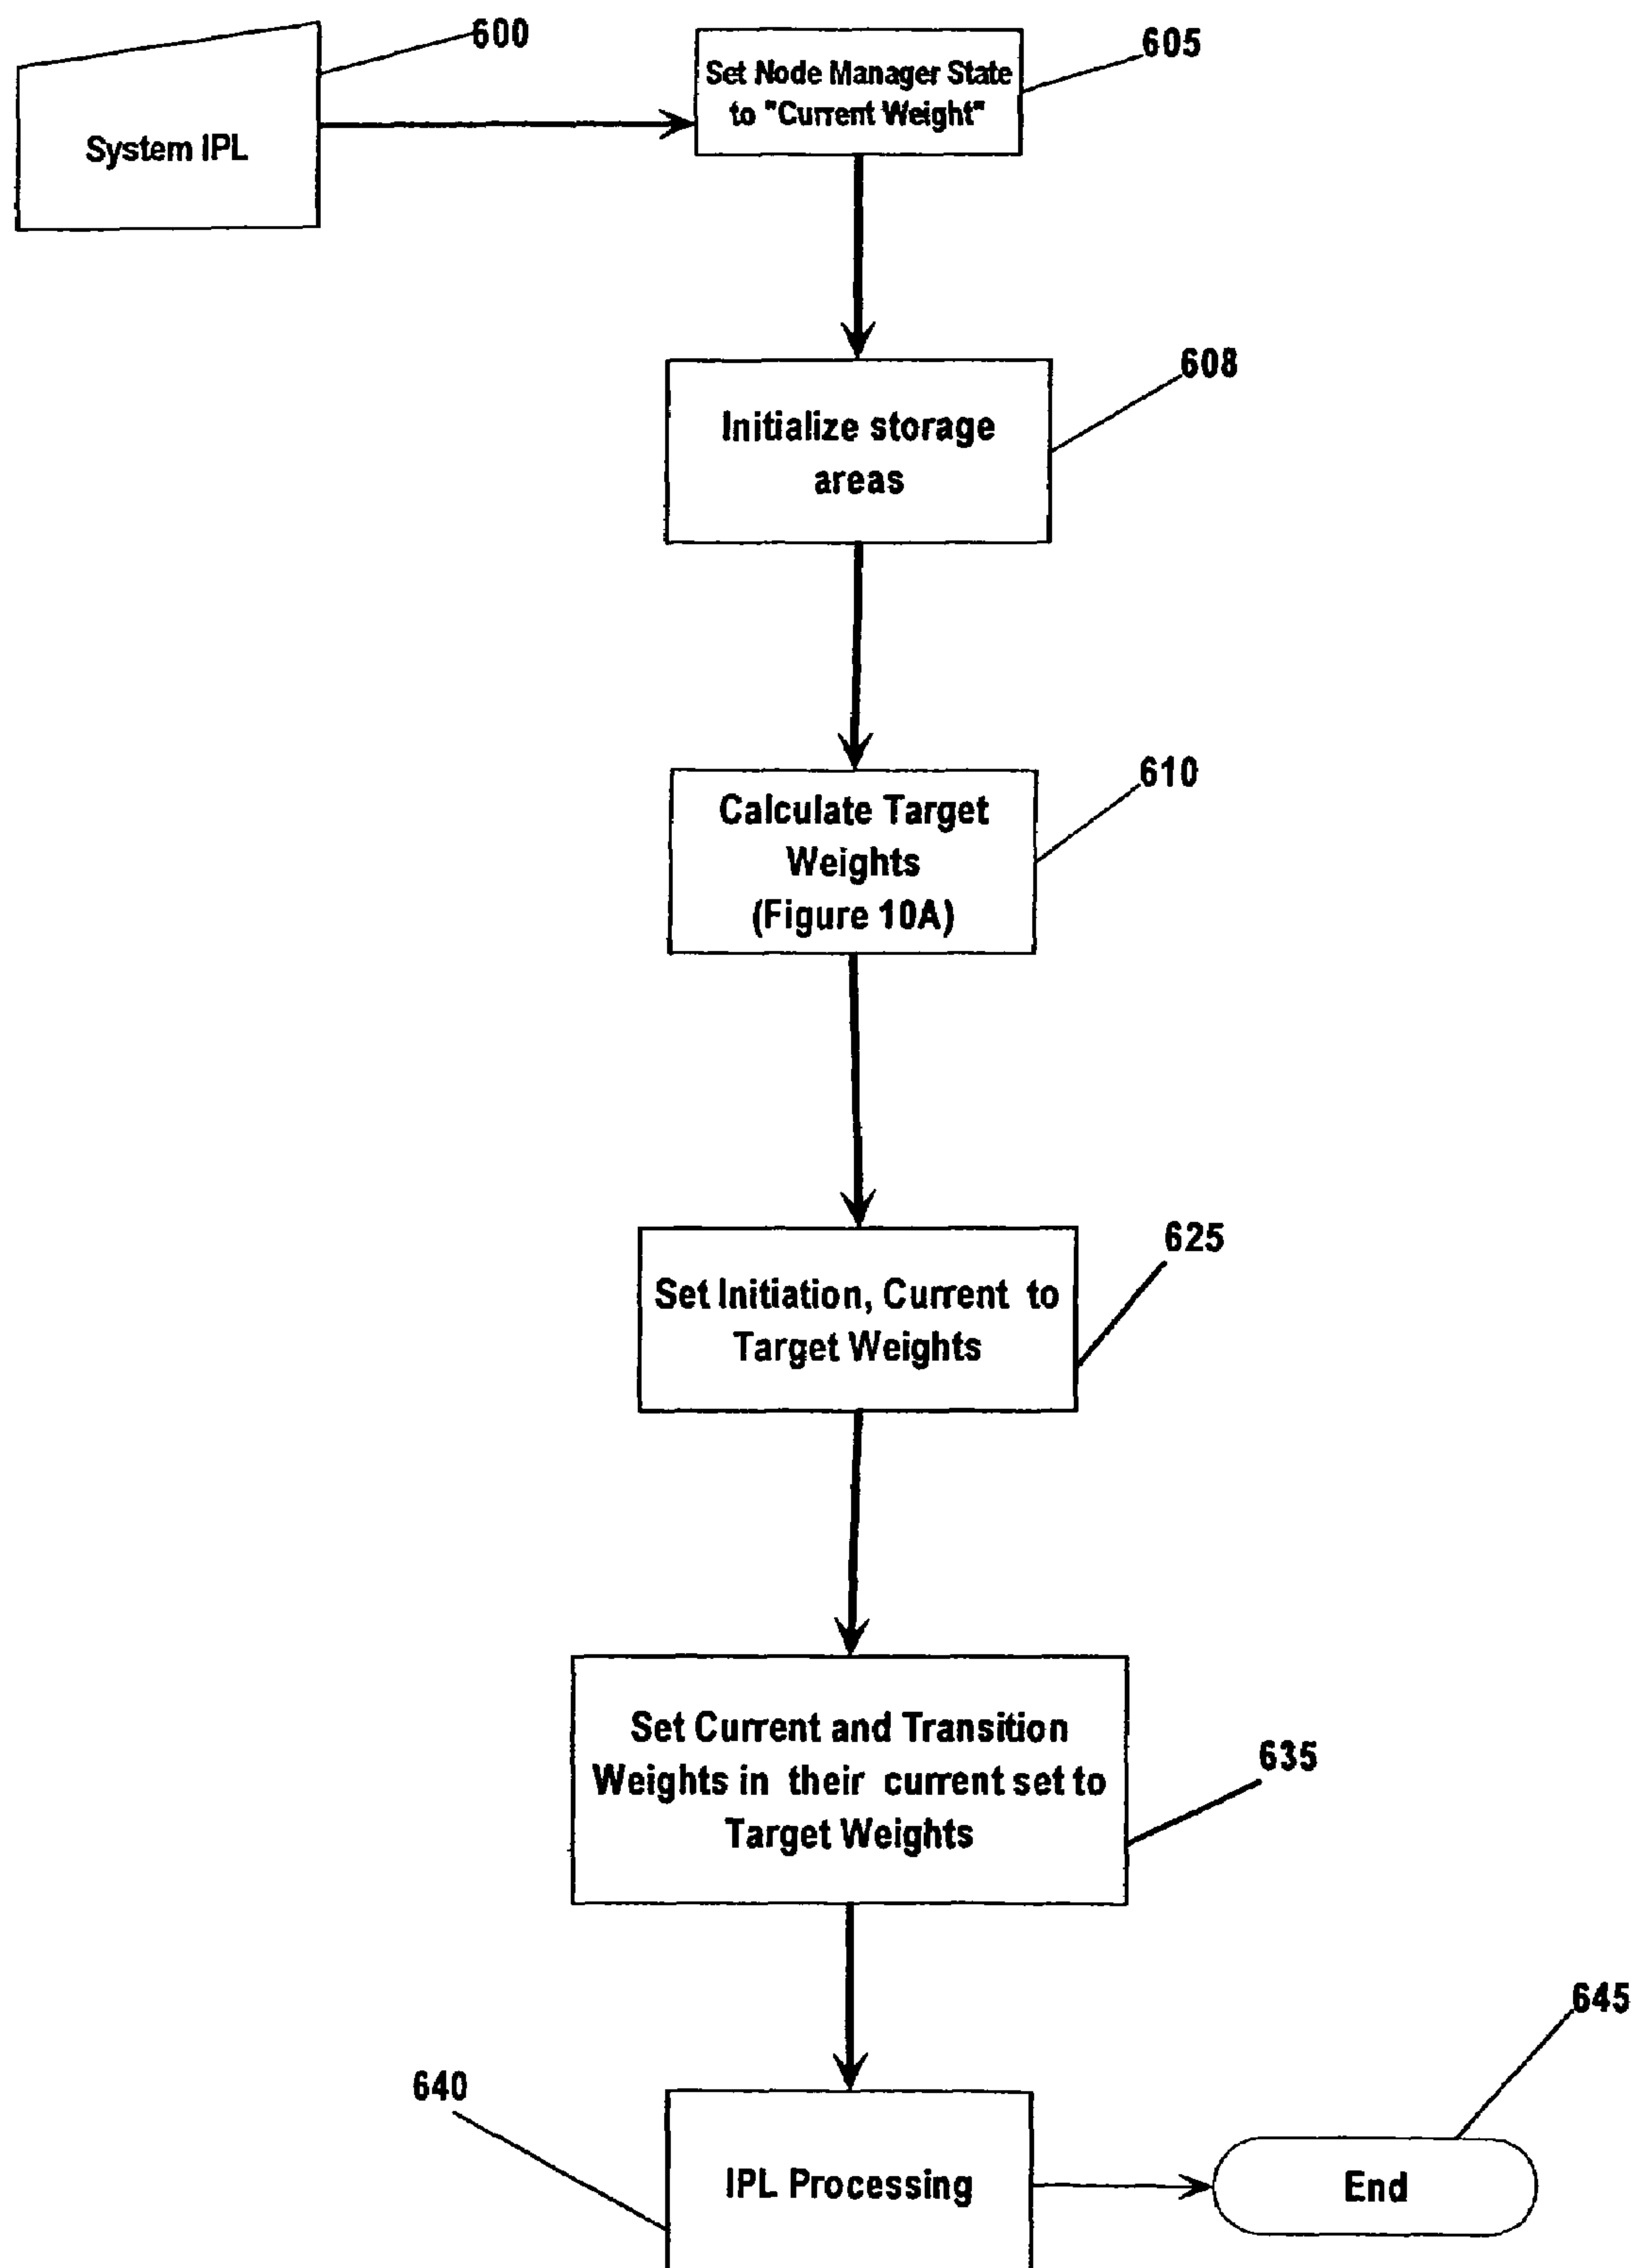 600
System IPL
605
Set Node Manager State
to "Current Weight"
608
Initialize storage
areas
610
Calculate Target
Weights
(Figure 10A)
625
Set Initiation, Current to
Target Weights
635
Set Current and Transition
Weights in their current set to
Target Weights
640
IPL Processing
645
End